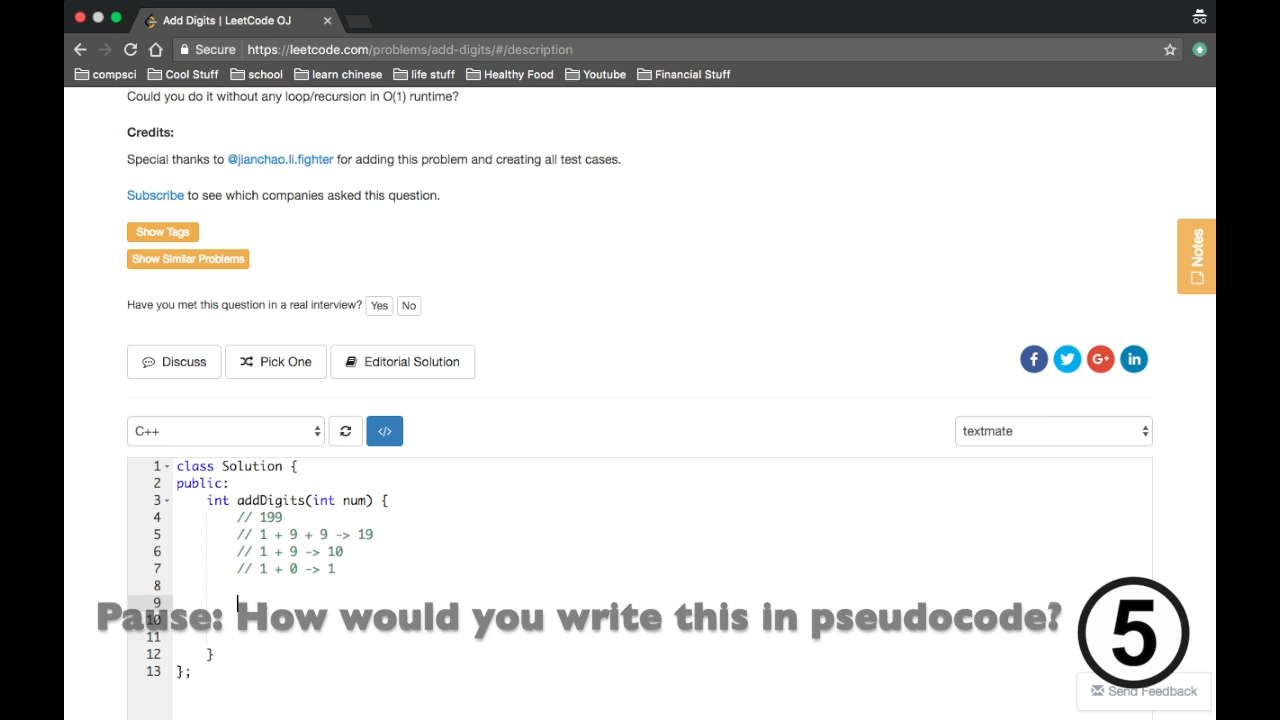 Add Digits | LeetCode OJ
Secure https://leetcode.com/problems/add-digits/#/description
compsci Cool Stuff school learn chinese life stuff Healthy Food Youtube Financial Stuff
Could you do it without any loop/recursion in O(1) runtime?
Credits:
Special thanks to @jianchao.li.fighter for adding this problem and creating all test cases.
Subscribe to see which companies asked this question.
Show Tags
Show Similar Problems
Notes
Have you met this question in a real interview? Yes No
Discuss Pick One Editorial Solution
f G+ in
C++ </> textmate
1 class Solution {
2 public:
3 int addDigits(int num) {
4 // 199
5 // 1 + 9 + 9 -> 19
6 // 1 + 9 -> 10
7 // 1 + 0 -> 1
8
9
10
Pause: How would you write this in pseudocode? 5
11
12 }
13 };
Send Feedback